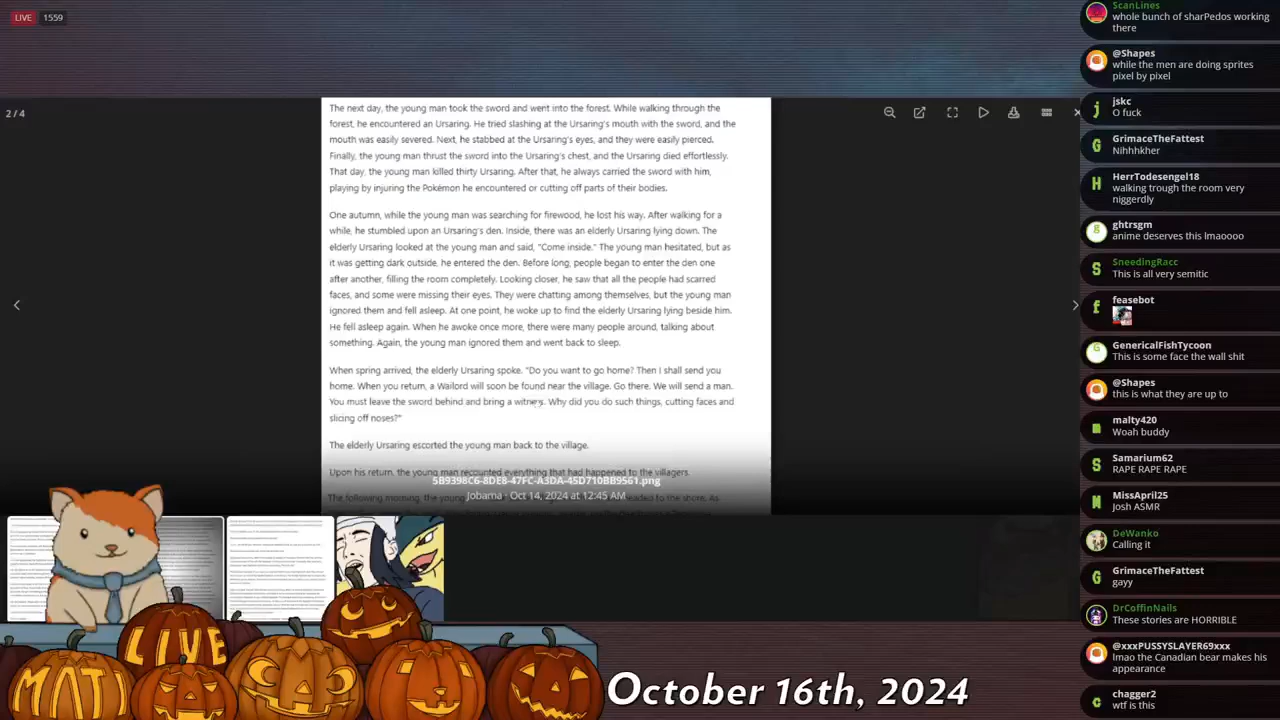 LIVE 1559
2 / 4
The next day, the young man took the sword and went into the forest. While walking through the
forest, he encountered an Ursaring. He tried slashing at the Ursaring's mouth with the sword, and the
mouth was easily severed. Next, he stabbed at the Ursaring's eyes, and they were easily pierced.
Finally, the young man thrust the sword into the Ursaring's chest, and the Ursaring died effortlessly.
That day, the young man killed thirty Ursaring. After that, he always carried the sword with him,
playing by injuring the Pokémon he encountered or cutting off parts of their bodies.
One autumn, while the young man was searching for firewood, he lost his way. After walking for a
while, he stumbled upon an Ursaring's den. Inside, there was an elderly Ursaring lying down. The
elderly Ursaring looked at the young man and said, "Come inside." The young man hesitated, but as
it was getting dark outside, he entered the den. Before long, people began to enter the den one
after another, filling the room completely. Looking closer, he saw that all the people had scarred
faces, and some were missing their eyes. They were chatting among themselves, but the young man
ignored them and fell asleep. At one point, he woke up to find the elderly Ursaring lying beside him.
He fell asleep again. When he awoke once more, there were many people around, talking about
something. Again, the young man ignored them and went back to sleep.
When spring arrived, the elderly Ursaring spoke. "Do you want to go home? Then I shall send you
home. When you return, a Wailord will soon be found near the village. Go there. We will send a man.
You must leave the sword behind and bring a witness. Why did you do such things, cutting faces and
slicing off noses?"
The elderly Ursaring escorted the young man back to the village.
Upon his return, the young man recounted everything that had happened to the villagers.
5B9398C6-8DE8-47FC-A3DA-45D710BB9561.png
The following morning, the young headed to the shore. As
Jobama · Oct 14, 2024 at 12:45 AM
LIVE
MATI
October 16th, 2024
ScanLines
whole bunch of sharPedos working
there
@Shapes
while the men are doing sprites
pixel by pixel
jskc
O fuck
GrimaceTheFattest
Nihhhkher
HerrTodesengel18
walking trough the room very
niggerdly
ghtrsgm
anime deserves this lmaoooo
SneedingRacc
This is all very semitic
feasebot
GenericalFishTycoon
This is some face the wall shit
@Shapes
this is what they are up to
malty420
Woah buddy
Samarium62
RAPE RAPE RAPE
MissApril25
Josh ASMR
DeWanko
Calling it
GrimaceTheFattest
gayy
DrCoffinNails
These stories are HORRIBLE
@xxxPUSSYSLAYER69xxx
lmao the Canadian bear makes his
appearance
chagger2
wtf is this